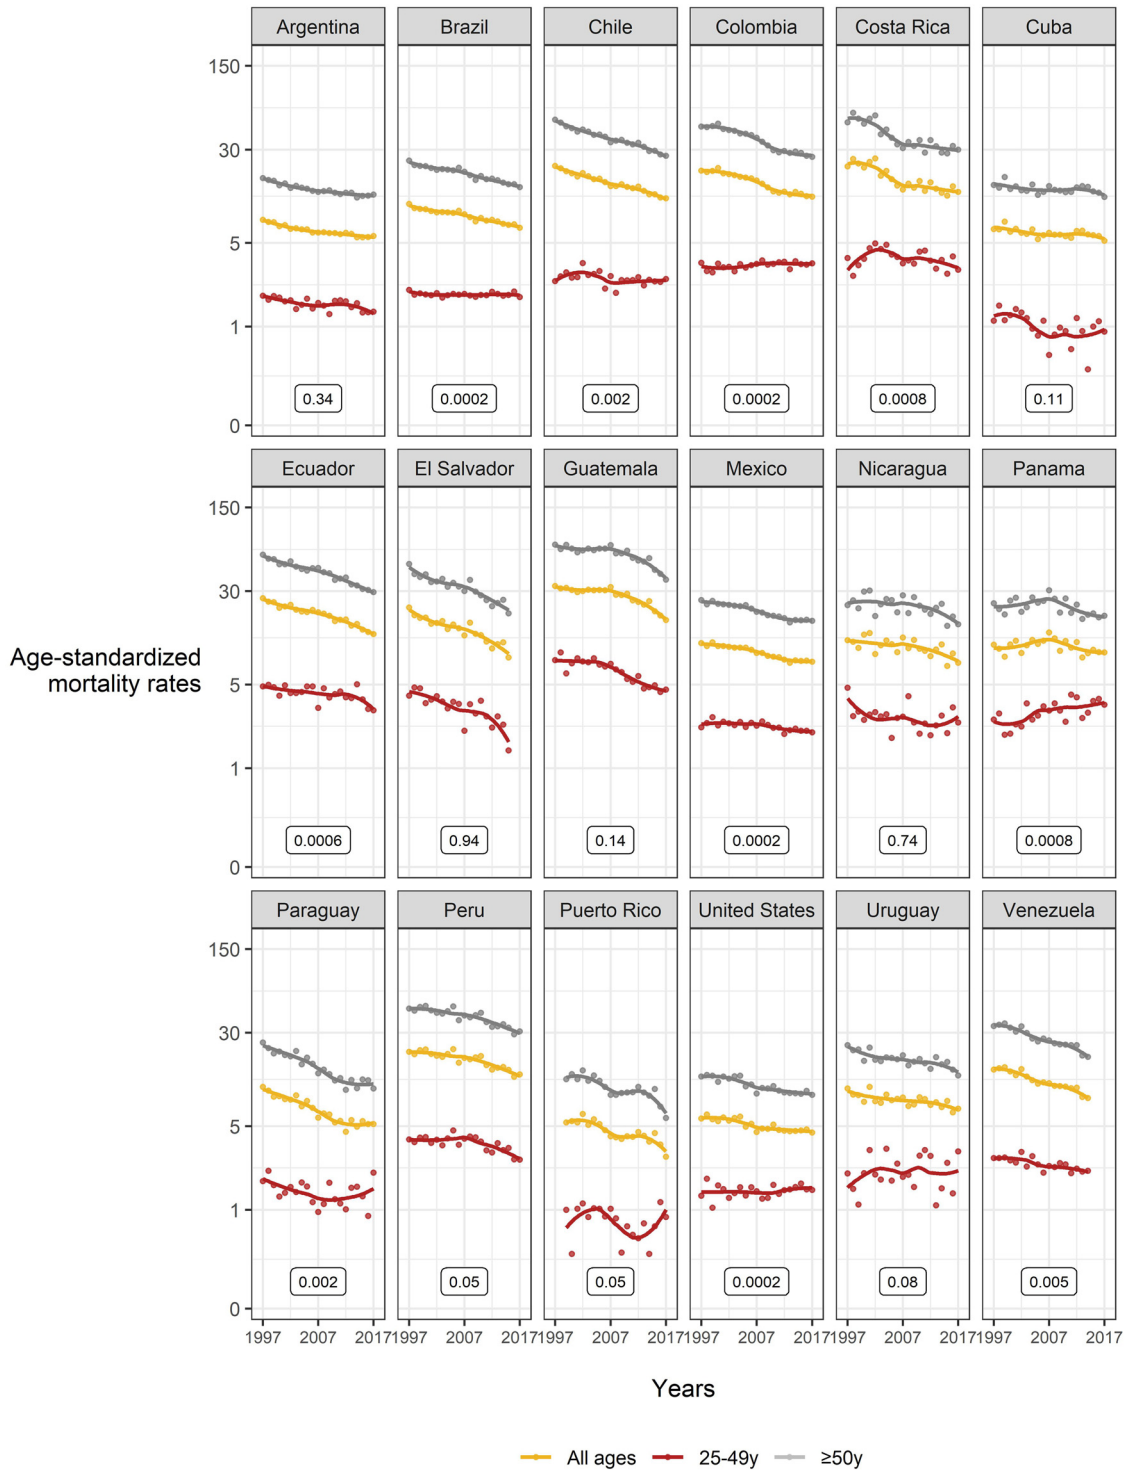 Argentina Brazil Chile Colombia Costa Rica Cuba
150
30
5
1
0
0.34 0.0002 0.002 0.0002 0.0008 0.11
Ecuador El Salvador Guatemala Mexico Nicaragua Panama
150
30
5
1
0
0.0006 0.94 0.14 0.0002 0.74 0.0008
Age-standardized
mortality rates
Paraguay Peru Puerto Rico United States Uruguay Venezuela
150
30
5
1
0
0.002 0.05 0.05 0.0002 0.08 0.005
1997 2007 2017 1997 2007 2017 1997 2007 2017 1997 2007 2017 1997 2007 2017 1997 2007 2017
Years
All ages 25-49y ≥50y